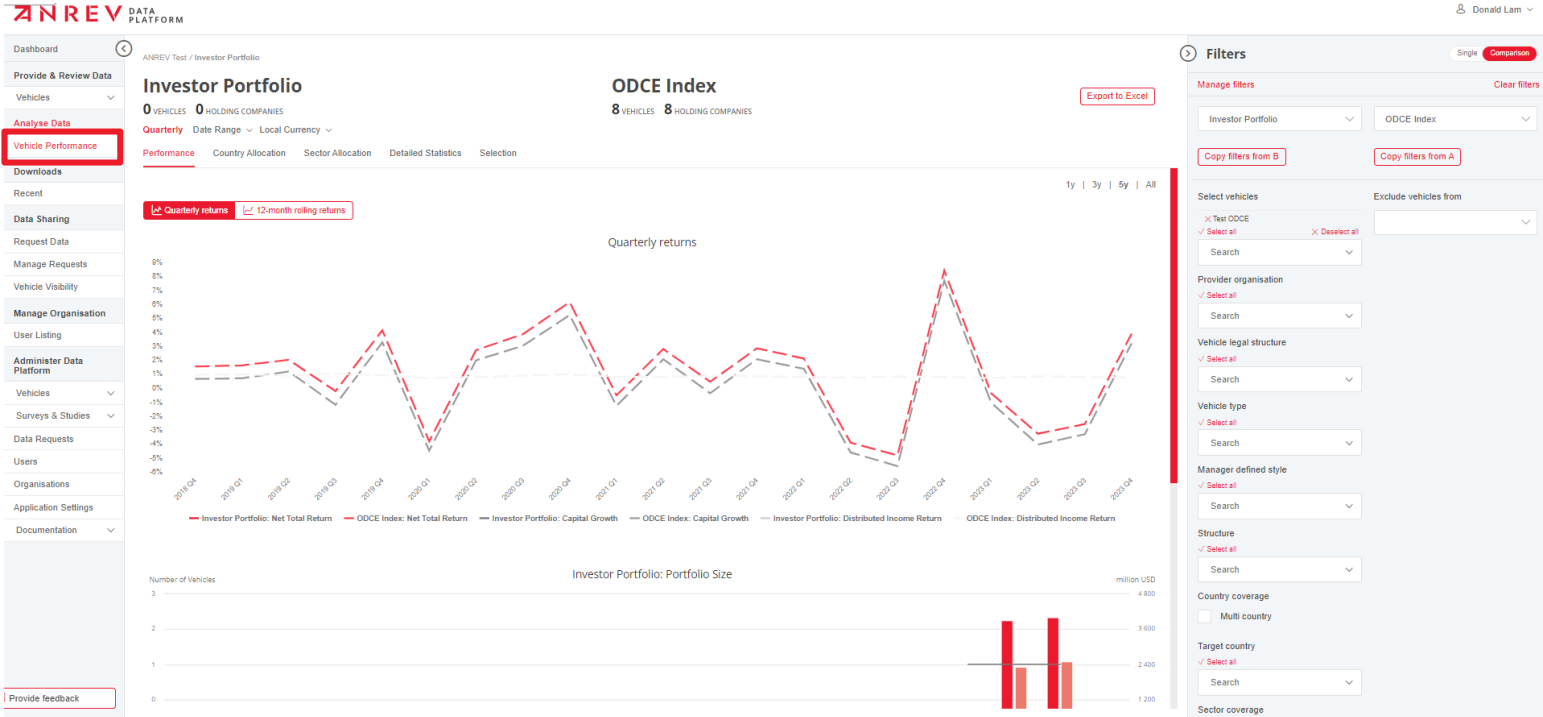 ANREV DATA PLATFORM
Donald Lam
Dashboard
Provide & Review Data
Vehicles
Analyse Data
Vehicle Performance
Downloads
Recent
Data Sharing
Request Data
Manage Requests
Vehicle Visibility
Manage Organisation
User Listing
Administer Data
Platform
Vehicles
Surveys & Studies
Data Requests
Users
Organisations
Application Settings
Documentation
Provide feedback
ANREV Test / Investor Portfolio
Investor Portfolio
0 VEHICLES 0 HOLDING COMPANIES
ODCE Index
8 VEHICLES 8 HOLDING COMPANIES
Export to Excel
Quarterly Date Range Local Currency
Performance Country Allocation Sector Allocation Detailed Statistics Selection
1y | 3y | 5y | All
Quarterly returns 12-month rolling returns
Quarterly returns
9%
8%
7%
6%
5%
4%
3%
2%
1%
0%
-1%
-2%
-3%
-4%
-5%
-6%
2018 Q4 2019 Q1 2019 Q2 2019 Q3 2019 Q4 2020 Q1 2020 Q2 2020 Q3 2020 Q4 2021 Q1 2021 Q2 2021 Q3 2021 Q4 2022 Q1 2022 Q2 2022 Q3 2022 Q4 2023 Q1 2023 Q2 2023 Q3 2023 Q4
Investor Portfolio: Net Total Return ODCE Index: Net Total Return Investor Portfolio: Capital Growth ODCE Index: Capital Growth Investor Portfolio: Distributed Income Return ODCE Index: Distributed Income Return
Investor Portfolio: Portfolio Size
Number of Vehicles million USD
3 4 800
2 3 600
1 2 400
0 1 200
Filters
Single Comparison
Manage filters Clear filters
Investor Portfolio ODCE Index
Copy filters from B Copy filters from A
Select vehicles Exclude vehicles from
Test ODCE
Select all Deselect all
Search
Provider organisation
Select all
Search
Vehicle legal structure
Select all
Search
Vehicle type
Select all
Search
Manager defined style
Select all
Search
Structure
Select all
Search
Country coverage
Multi country
Target country
Select all
Search
Sector coverage